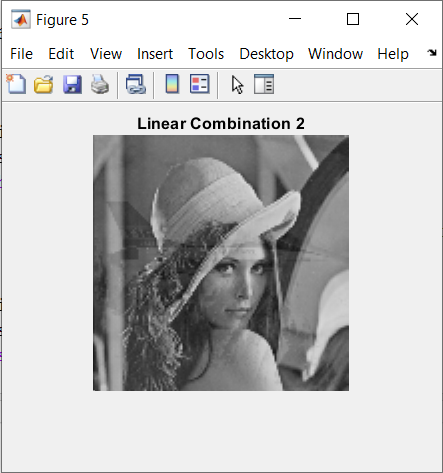 Figure 5
File Edit View Insert Tools Desktop Window Help
Linear Combination 2